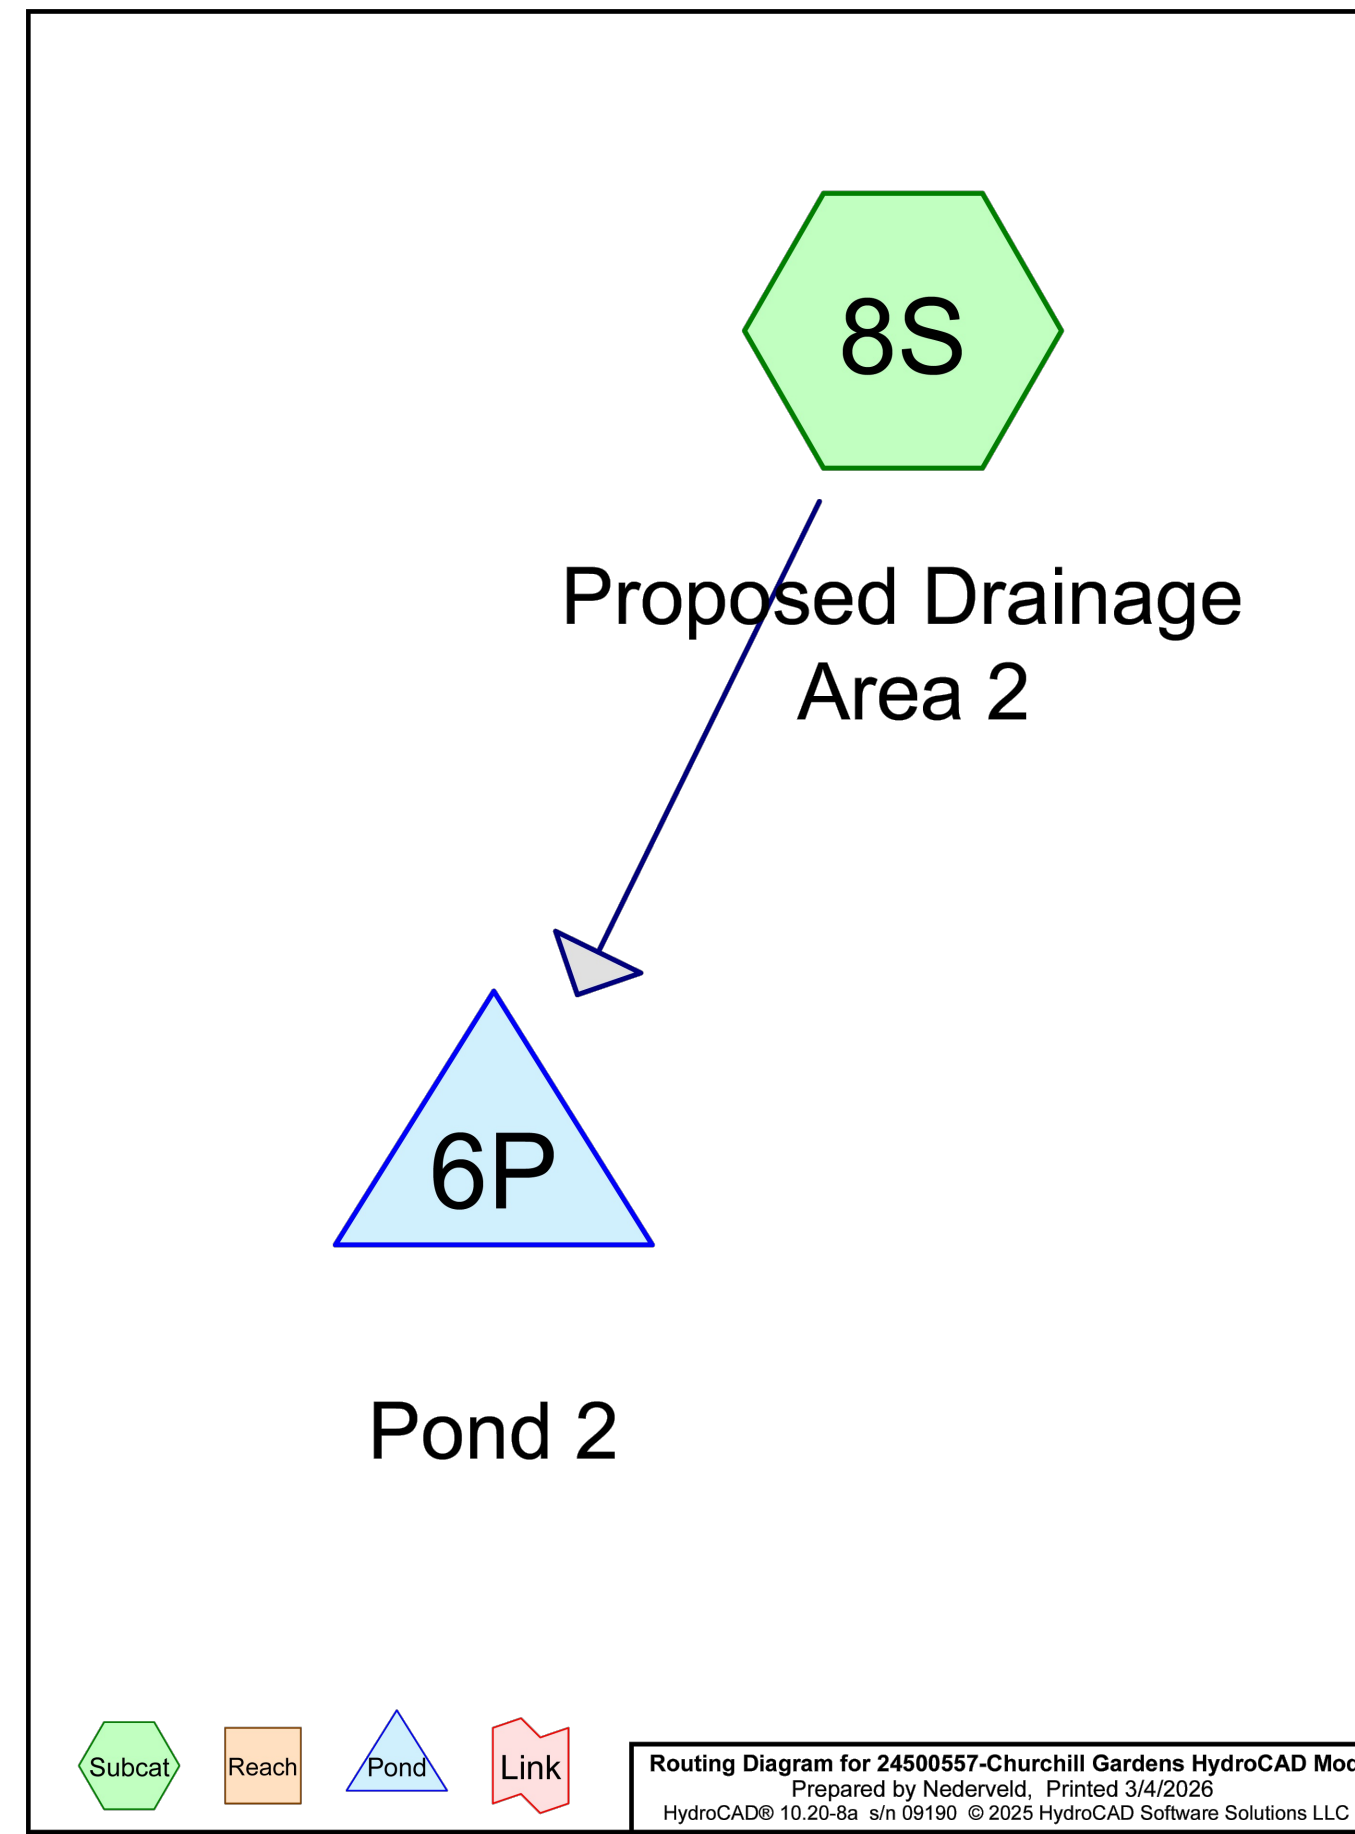 8S
Proposed Drainage
Area 2
6P
Pond 2
Subcat
Reach
Pond
Link
Routing Diagram for 24500557-Churchill Gardens HydroCAD Mod
Prepared by Nederveld, Printed 3/4/2026
HydroCAD® 10.20-8a s/n 09190 © 2025 HydroCAD Software Solutions LLC